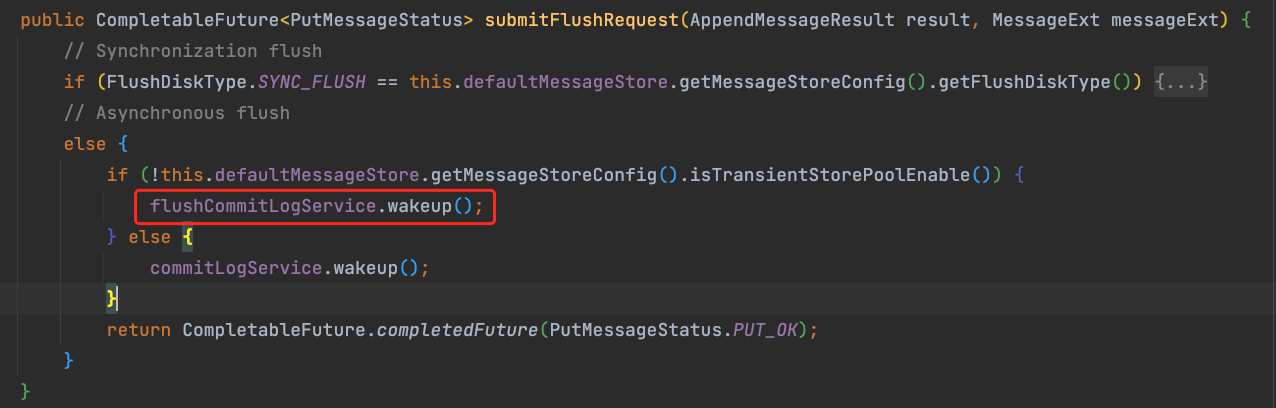 public CompletableFuture<PutMessageStatus> submitFlushRequest(AppendMessageResult result, MessageExt messageExt) {
    // Synchronization flush
    if (FlushDiskType.SYNC_FLUSH == this.defaultMessageStore.getMessageStoreConfig().getFlushDiskType()) {...}
    // Asynchronous flush
    else {
        if (!this.defaultMessageStore.getMessageStoreConfig().isTransientStorePoolEnable()) {
            flushCommitLogService.wakeup();
        } else {
            commitLogService.wakeup();
        }
        return CompletableFuture.completedFuture(PutMessageStatus.PUT_OK);
    }
}